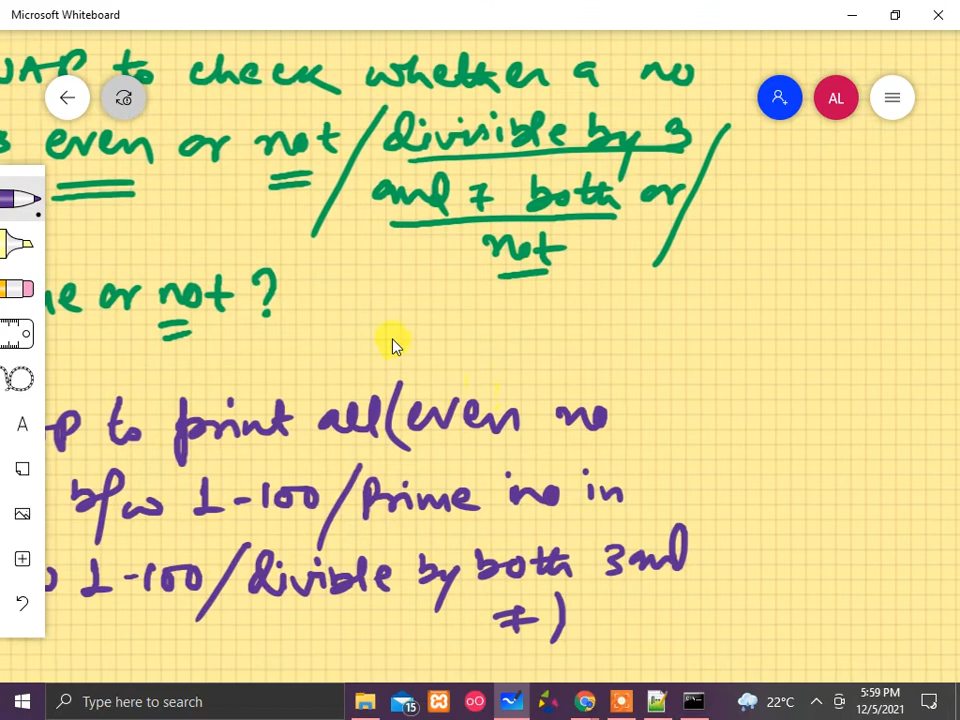 Microsoft Whiteboard
WAP to check whether a no
even or not / divisible by 3
and 7 both or /
not
or not ?
to print all (even no
b/w 1-100 / Prime no in
1-100 / divible by both 3 and
7)
AL
A
Type here to search
15
22°C
5:59 PM
12/5/2021